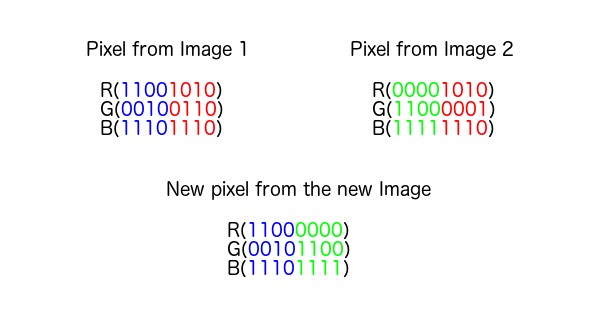 Pixel from Image 1
Pixel from Image 2
R(11001010)
G(00100110)
B(11101110)
R(00001010)
G(11000001)
B(11111110)
New pixel from the new Image
R(11000000)
G(00101100)
B(11101111)